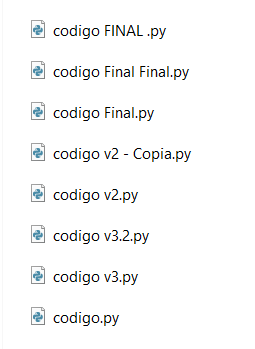 codigo FINAL .py
codigo Final Final.py
codigo Final.py
codigo v2 - Copia.py
codigo v2.py
codigo v3.2.py
codigo v3.py
codigo.py